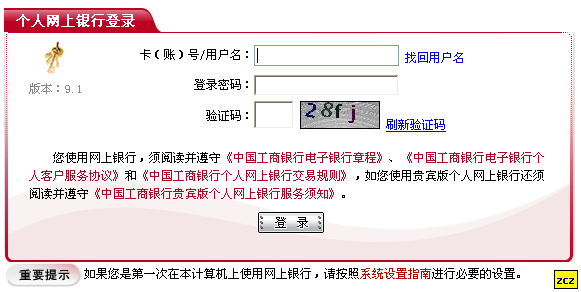 个人网上银行登录
卡（账）号/用户名： 找回用户名
版本：9.1
登录密码：
验证码： 28fj 刷新验证码
您使用网上银行，须阅读并遵守《中国工商银行电子银行章程》、《中国工商银行电子银行个
人客户服务协议》和《中国工商银行个人网上银行交易规则》，如您使用贵宾版个人网上银行还须
阅读并遵守《中国工商银行贵宾版个人网上银行服务须知》。
登 录
重要提示 如果您是第一次在本计算机上使用网上银行，请按照系统设置指南进行必要的设置。
zcz